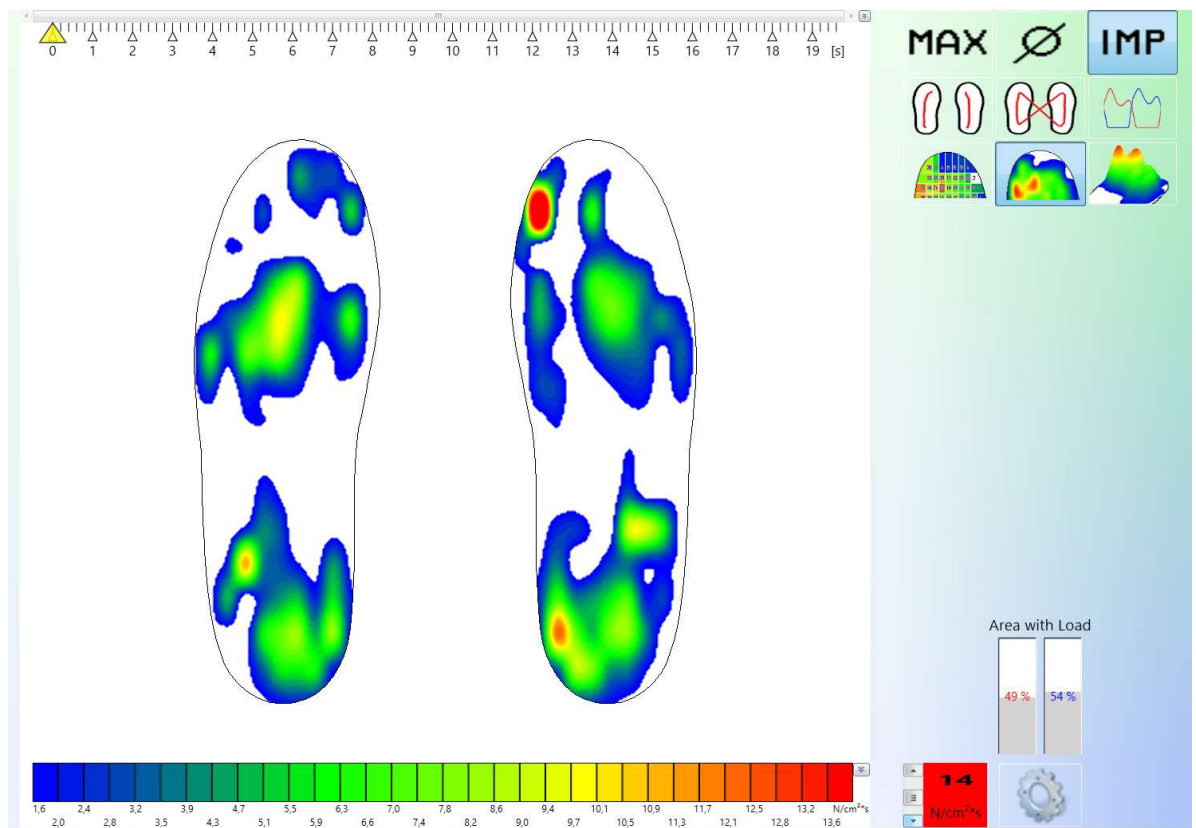 MAX Ø IMP
0 1 2 3 4 5 6 7 8 9 10 11 12 13 14 15 16 17 18 19 [s]
Area with Load
49 % 54 %
14
N/cm²*s
1,6 2,4 3,2 3,9 4,7 5,5 6,3 7,0 7,8 8,6 9,4 10,1 10,9 11,7 12,5 13,2 N/cm²*s
2,0 2,8 3,5 4,3 5,1 5,9 6,6 7,4 8,2 9,0 9,7 10,5 11,3 12,1 12,8 13,6